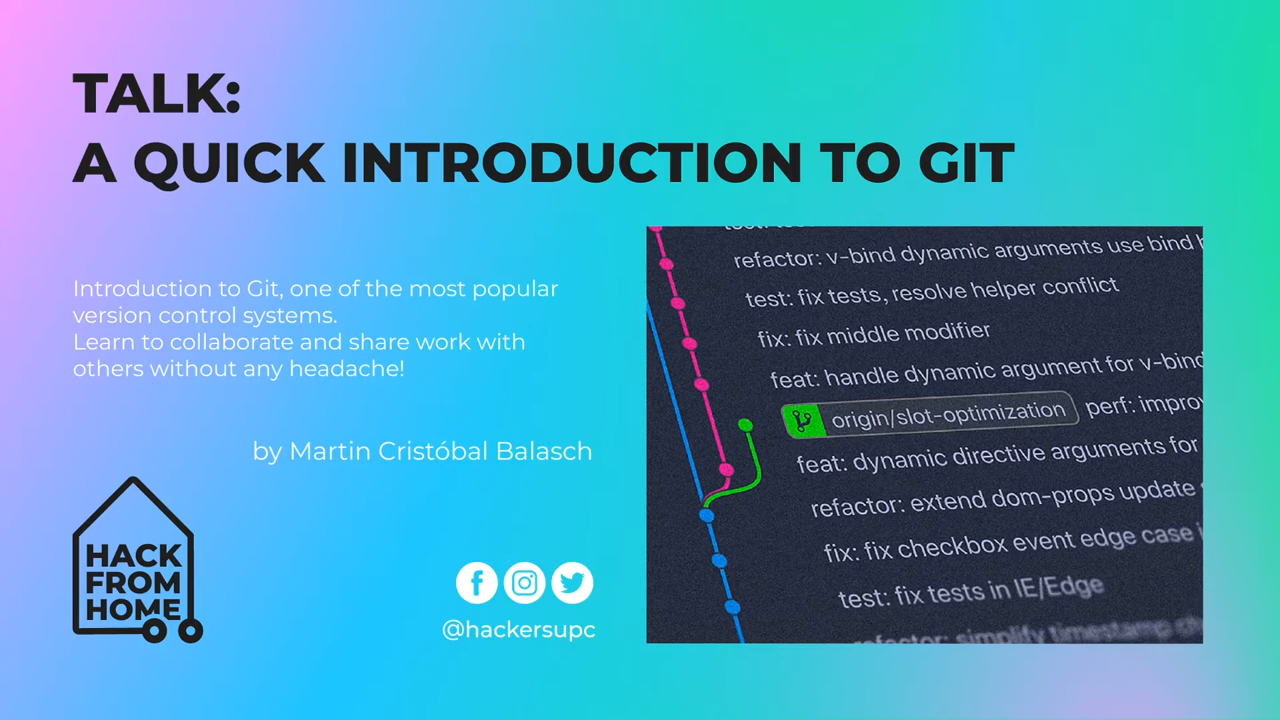 TALK:
A QUICK INTRODUCTION TO GIT
Introduction to Git, one of the most popular
version control systems.
Learn to collaborate and share work with
others without any headache!
by Martin Cristóbal Balasch
HACK
FROM
HOME
@hackersupc
refactor: v-bind dynamic arguments use bind
test: fix tests, resolve helper conflict
fix: fix middle modifier
feat: handle dynamic argument for v-bind
origin/slot-optimization perf:
feat: dynamic directive arguments for
refactor: extend dom-props update
fix: fix checkbox event edge case
test: fix tests in IE/Edge
refactor: simplify timestamp